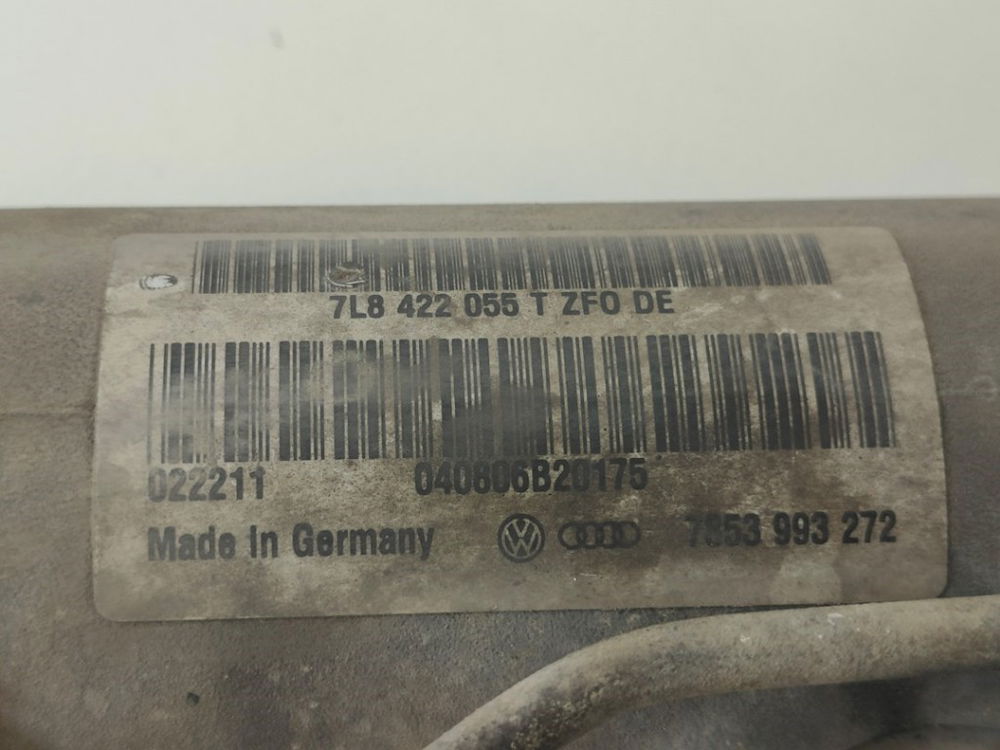 7L8 422 055 T ZFO DE
022211 040806B20175
Made in Germany 7853 993 272